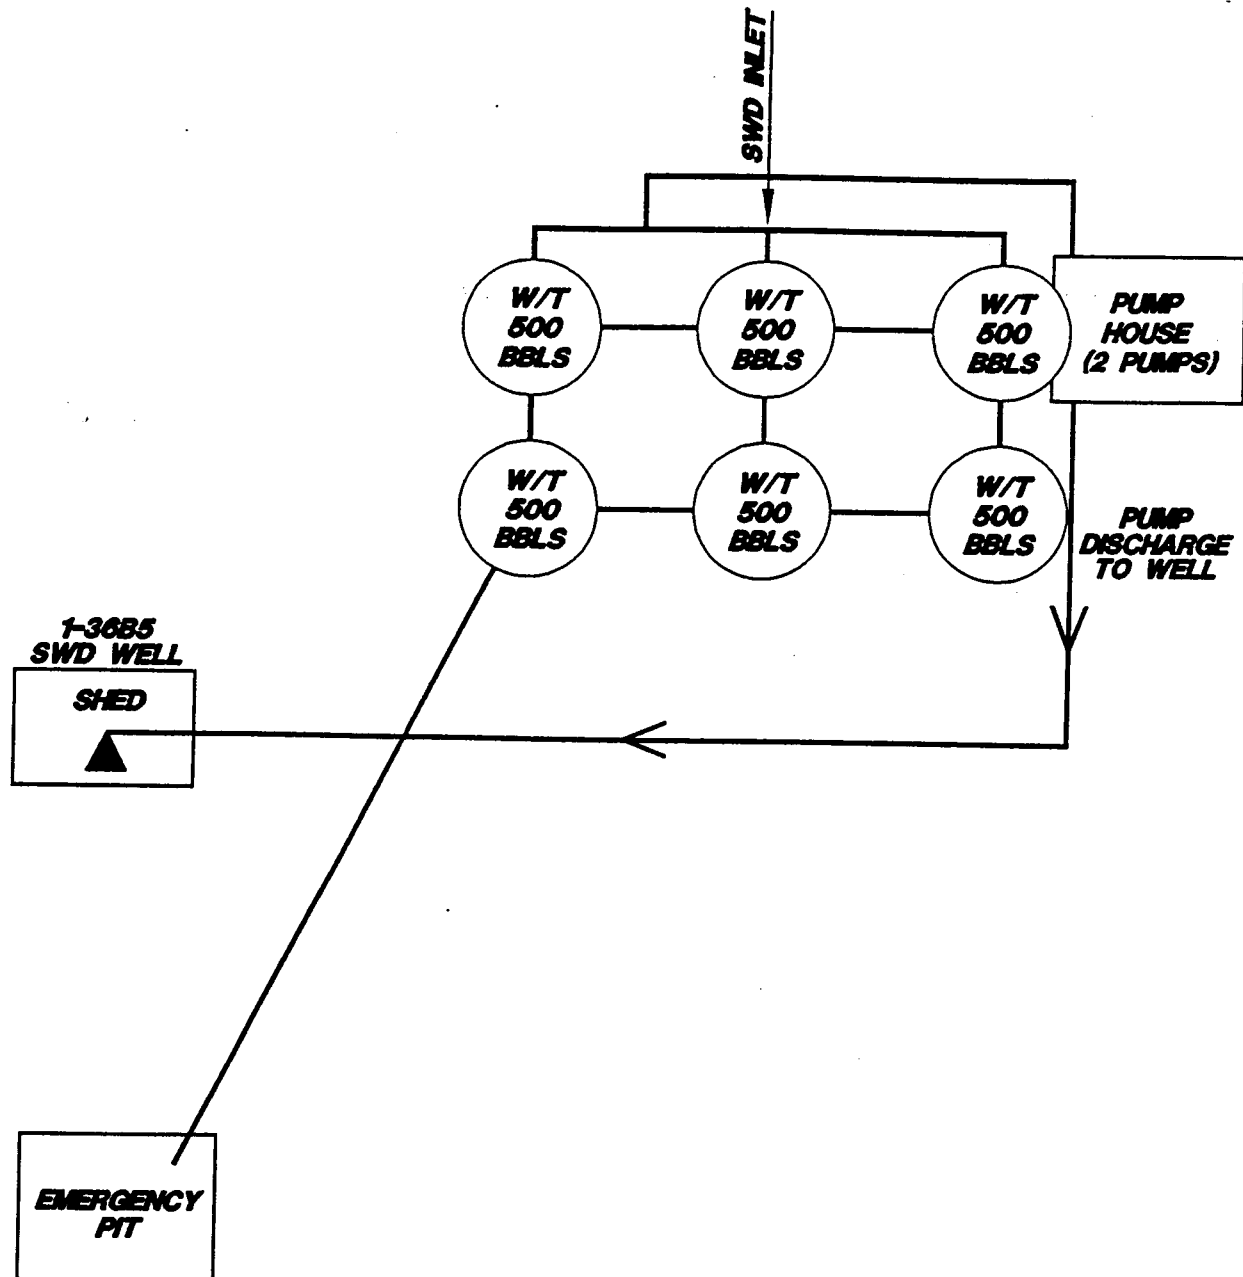 SWD INLET
W/T
500
BBLS
W/T
500
BBLS
W/T
500
BBLS
PUMP
HOUSE
(2 PUMPS)
W/T
500
BBLS
W/T
500
BBLS
W/T
500
BBLS
PUMP
DISCHARGE
TO WELL
1-36B5
SWD WELL
SHED
EMERGENCY
PIT